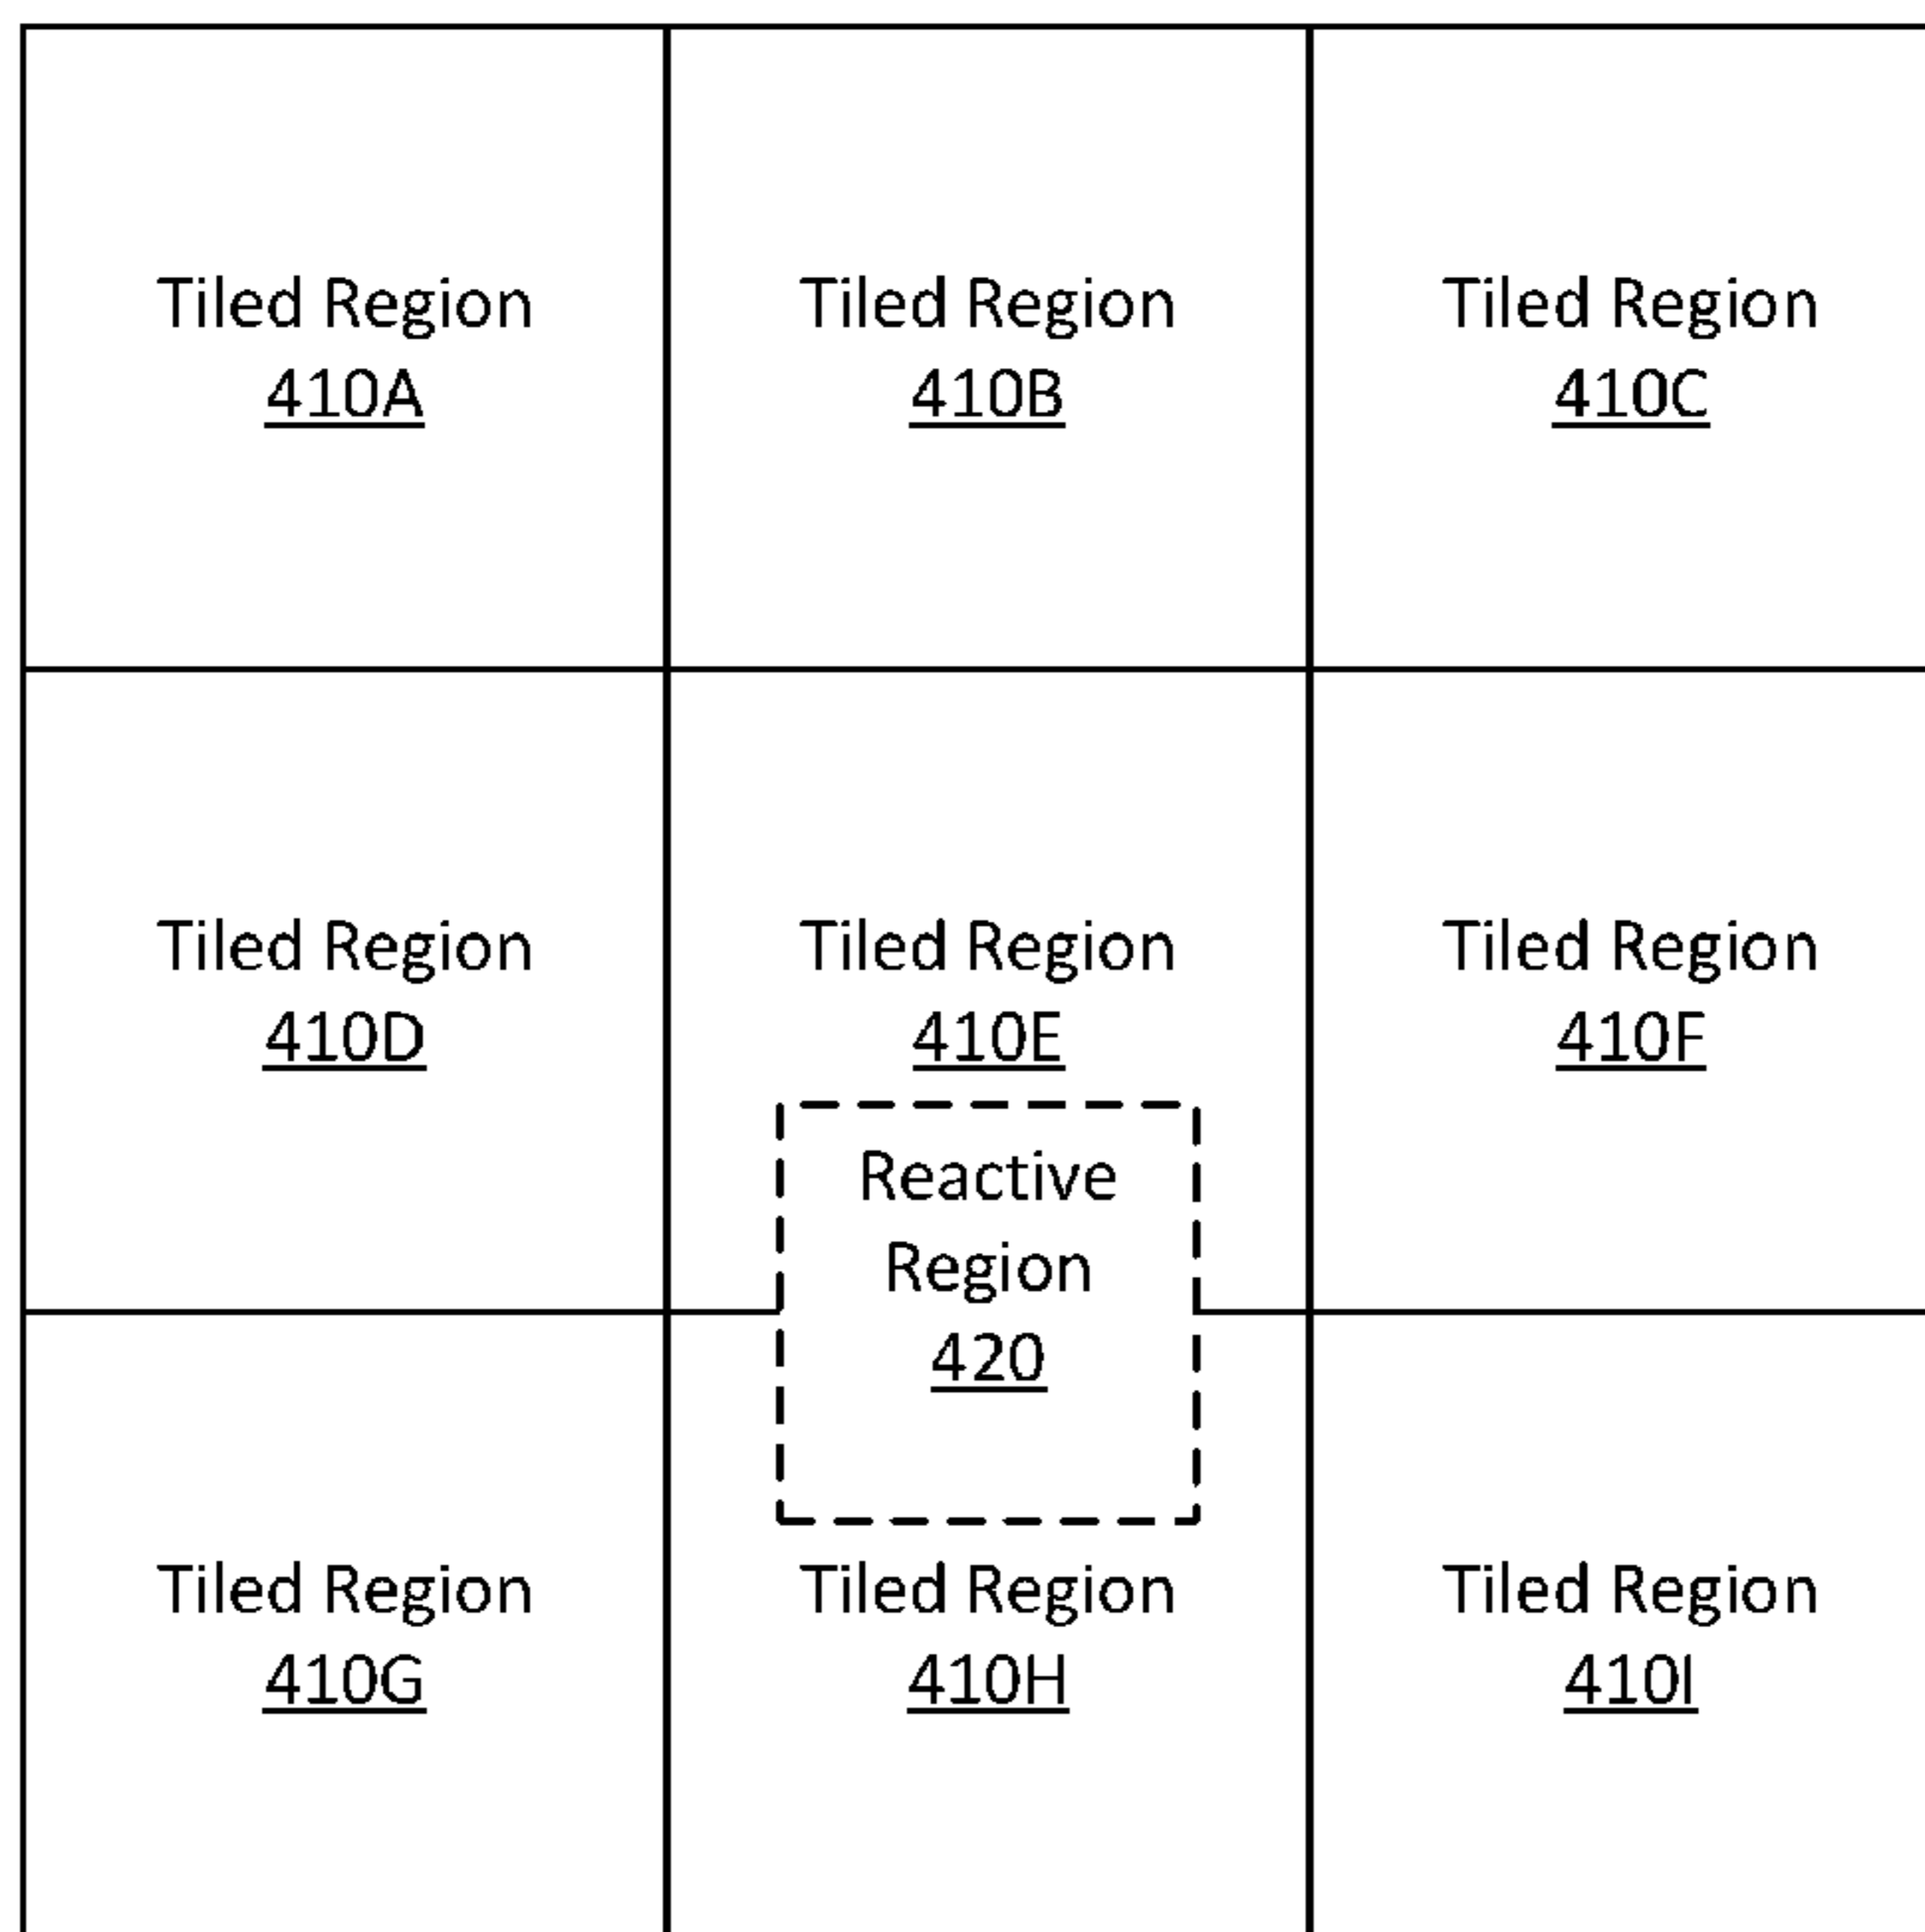 Tiled Region
410A
Tiled Region
410B
Tiled Region
410C
Tiled Region
410D
Tiled Region
410E
Tiled Region
410F
Reactive
Region
420
Tiled Region
410G
Tiled Region
410H
Tiled Region
410I